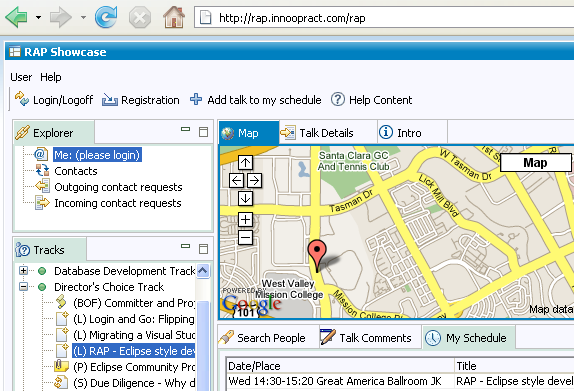 http://rap.innoopract.com/rap
RAP Showcase
User Help
Login/Logoff Registration Add talk to my schedule Help Content
Explorer
Me: (please login)
Contacts
Outgoing contact requests
Incoming contact requests
Tracks
Database Development Track
Director's Choice Track
(BOF) Committer and Proj
(L) Login and Go: Flipping
(L) Migrating a Visual Stud
(L) RAP - Eclipse style dev
(P) Eclipse Community Pro
(S) Due Diligence - Why d
Map Talk Details Intro
Map
Santa Clara GC
And Tennis Club
W Tasman Dr
Tasman Dr
Lick Mill Blvd
West Valley
Mission College
Mission College
POWERED BY
Google
Map data
Search People Talk Comments My Schedule
Date/Place Title
Wed 14:30-15:20 Great America Ballroom JK RAP - Eclipse style devel